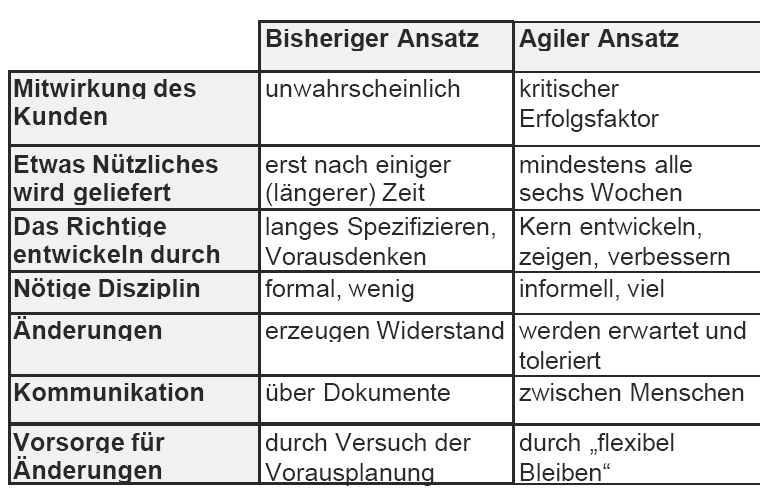 Bisheriger Ansatz Agiler Ansatz
Mitwirkung des unwahrscheinlich kritischer
Kunden Erfolgsfaktor
Etwas Nützliches erst nach einiger mindestens alle
wird geliefert (längerer) Zeit sechs Wochen
Das Richtige langes Spezifizieren, Kern entwickeln,
entwickeln durch Vorausdenken zeigen, verbessern
Nötige Disziplin formal, wenig informell, viel
Änderungen erzeugen Widerstand werden erwartet und
toleriert
Kommunikation über Dokumente zwischen Menschen
Vorsorge für durch Versuch der durch „flexibel
Änderungen Vorausplanung Bleiben“